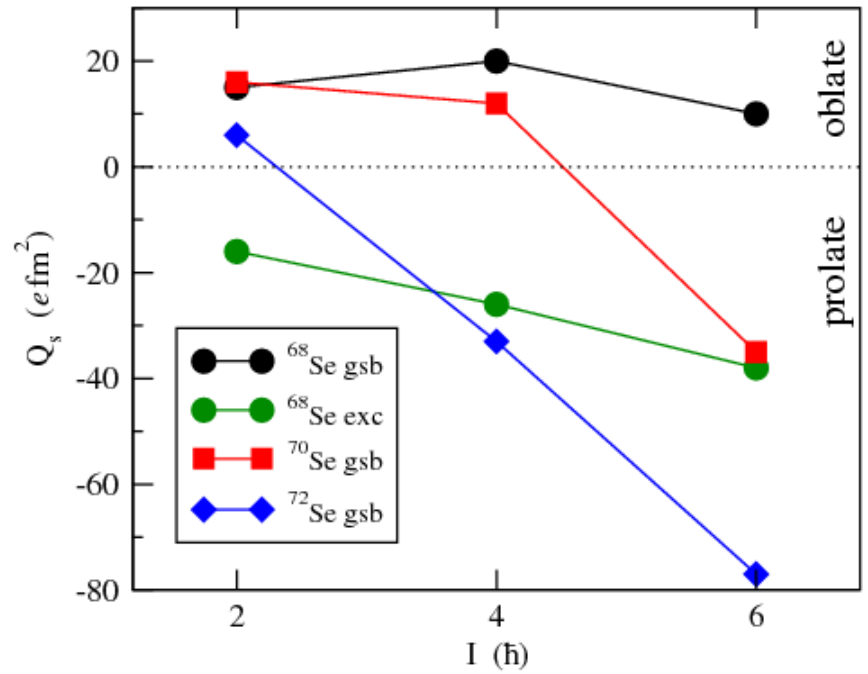 20
0
-20
-40
-60
-80
Q_s (e fm²)
oblate
prolate
⁶⁸Se gsb
⁶⁸Se exc
⁷⁰Se gsb
⁷²Se gsb
2 4 6
I (ħ)